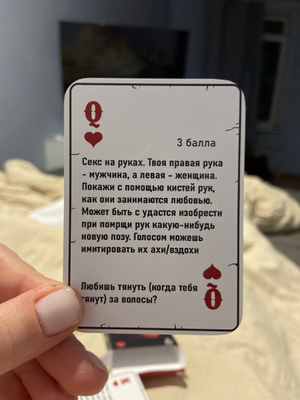 Q
3 балла
Секс на руках. Твоя правая рука
- мужчина, а левая - женщина.
Покажи с помощью кистей рук,
как они занимаются любовью.
Может быть с удастся изобрести
при помрщи рук какую-нибудь
новую позу. Голосом можешь
имитировать их ахи/вздохи
Любишь тянуть (когда тебя
тянут) за волосы?
Q